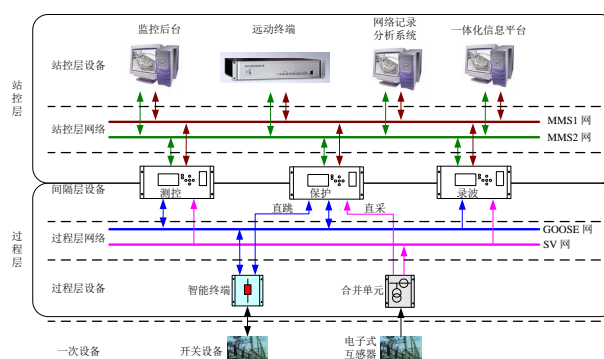 监控后台
远动终端
网络记录
分析系统
一体化信息平台
站控层设备
站控层
MMS1 网
站控层网络
MMS2 网
间隔层设备
测控
保护
录波
直跳
直采
GOOSE 网
过程层网络
SV 网
过程层
智能终端
合并单元
过程层设备
一次设备
开关设备
电子式
互感器